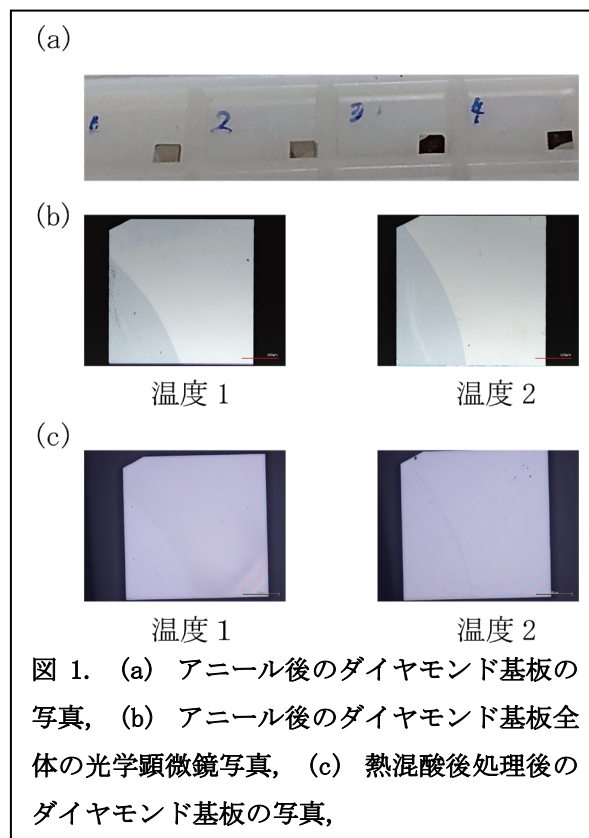 (a)
1 2 3 4
(b)
温度 1 温度 2
(c)
温度 1 温度 2
図 1. (a) アニール後のダイヤモンド基板の
写真, (b) アニール後のダイヤモンド基板全
体の光学顕微鏡写真, (c) 熱混酸後処理後の
ダイヤモンド基板の写真,